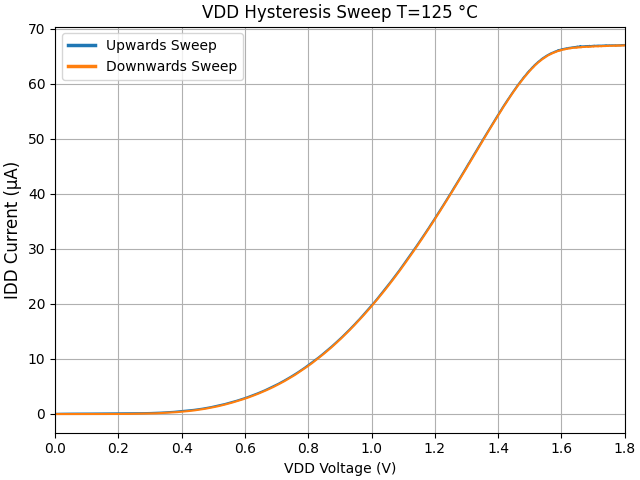 VDD Hysteresis Sweep T=125 °C
Upwards Sweep
Downwards Sweep
IDD Current (μA)
70
60
50
40
30
20
10
0
0.0 0.2 0.4 0.6 0.8 1.0 1.2 1.4 1.6 1.8
VDD Voltage (V)